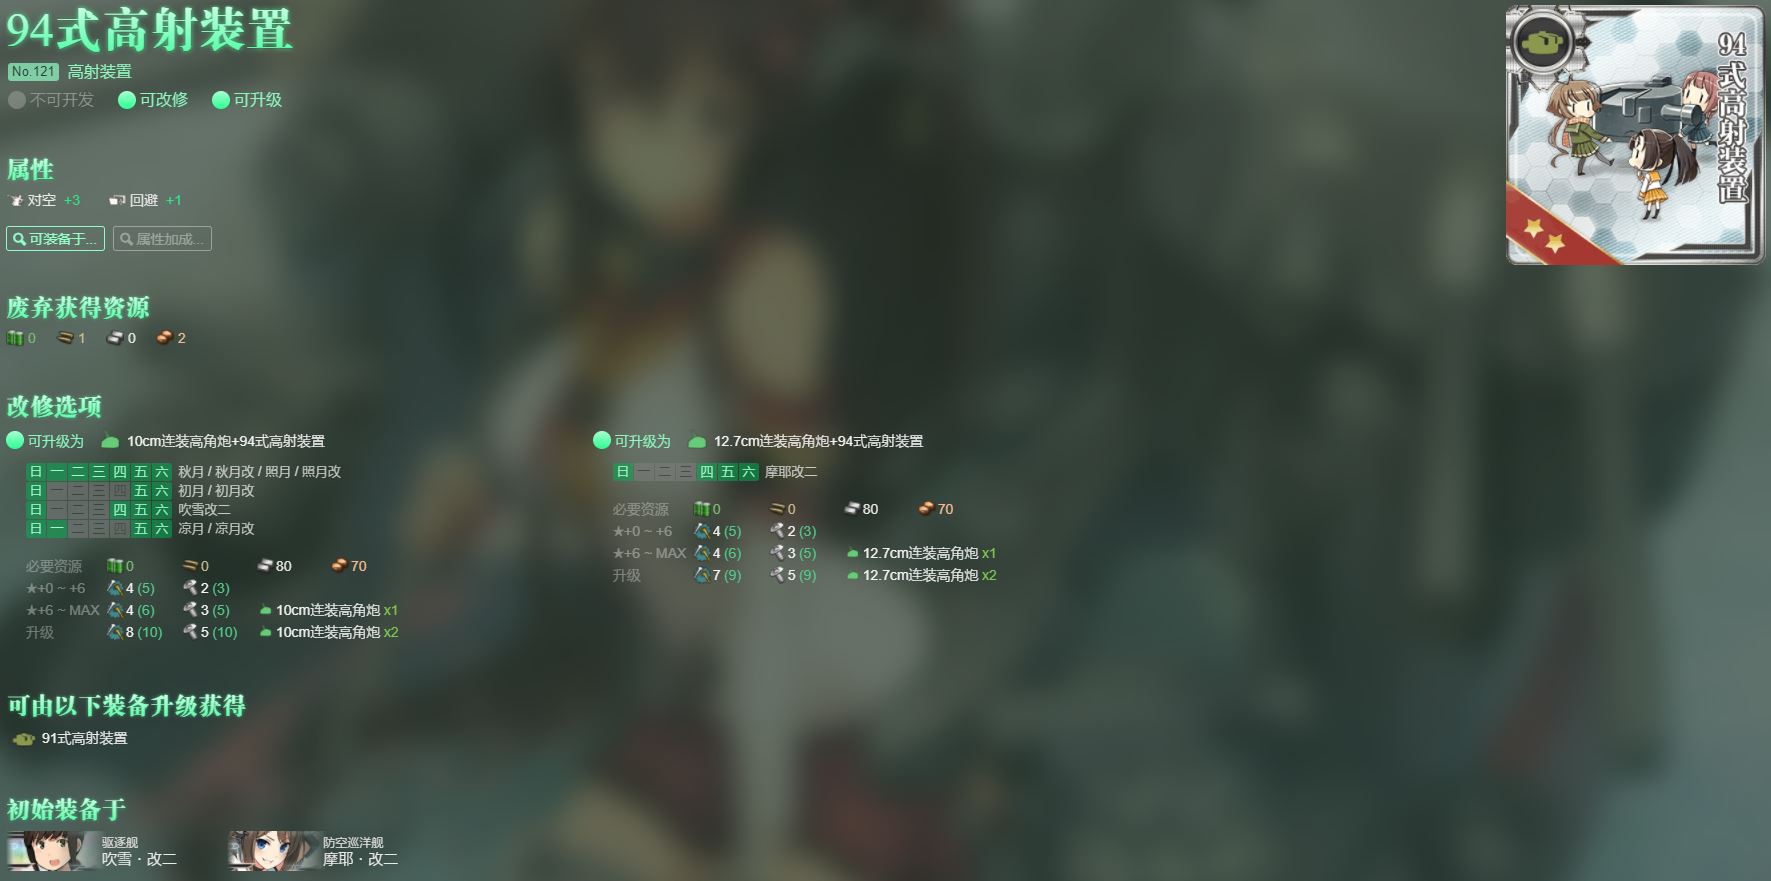 94式高射装置
No.121 高射装置
不可开发 可改修 可升级
属性
对空 +3 回避 +1
可装备于... 属性加成...
废弃获得资源
0 1 0 2
改修选项
可升级为 10cm连装高角炮+94式高射装置
日 一 二 三 四 五 六 秋月 / 秋月改 / 照月 / 照月改
日 一 二 三 四 五 六 初月 / 初月改
日 一 二 三 四 五 六 吹雪改二
日 一 二 三 四 五 六 凉月 / 凉月改
必要资源 0 0 80 70
★+0 ~ +6 4 (5) 2 (3)
★+6 ~ MAX 4 (6) 3 (5) 10cm连装高角炮 x1
升级 8 (10) 5 (10) 10cm连装高角炮 x2
可升级为 12.7cm连装高角炮+94式高射装置
日 一 二 三 四 五 六 摩耶改二
必要资源 0 0 80 70
★+0 ~ +6 4 (5) 2 (3)
★+6 ~ MAX 4 (6) 3 (5) 12.7cm连装高角炮 x1
升级 7 (9) 5 (9) 12.7cm连装高角炮 x2
可由以下装备升级获得
91式高射装置
初始装备于
驱逐舰
吹雪・改二
防空巡洋舰
摩耶・改二
94式高射装置